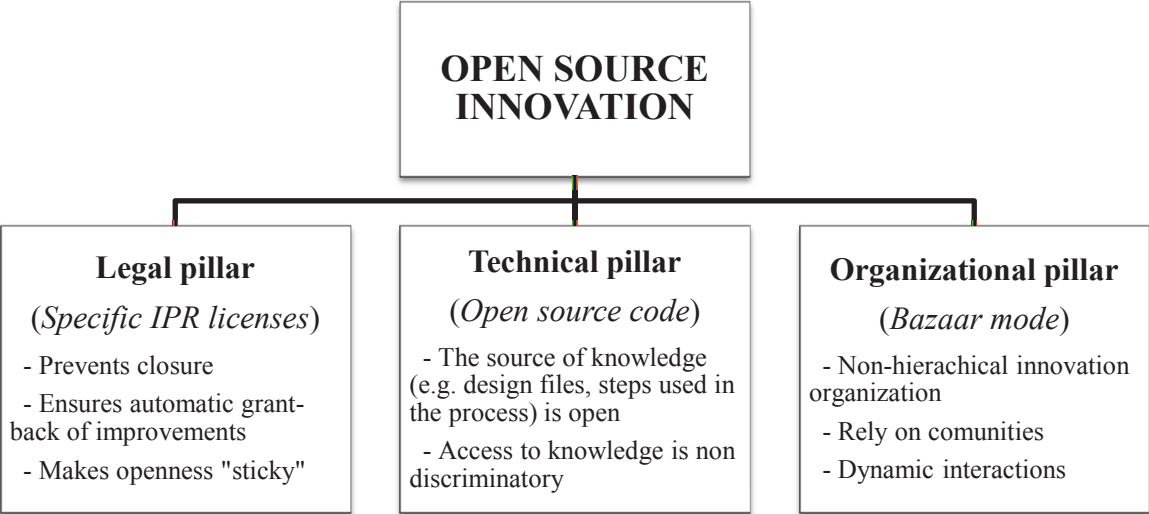 OPEN SOURCE
INNOVATION
Legal pillar
(Specific IPR licenses)
- Prevents closure
- Ensures automatic grant-
back of improvements
- Makes openness "sticky"
Technical pillar
(Open source code)
- The source of knowledge
(e.g. design files, steps used in
the process) is open
- Access to knowledge is non
discriminatory
Organizational pillar
(Bazaar mode)
- Non-hierachical innovation
organization
- Rely on comunities
- Dynamic interactions